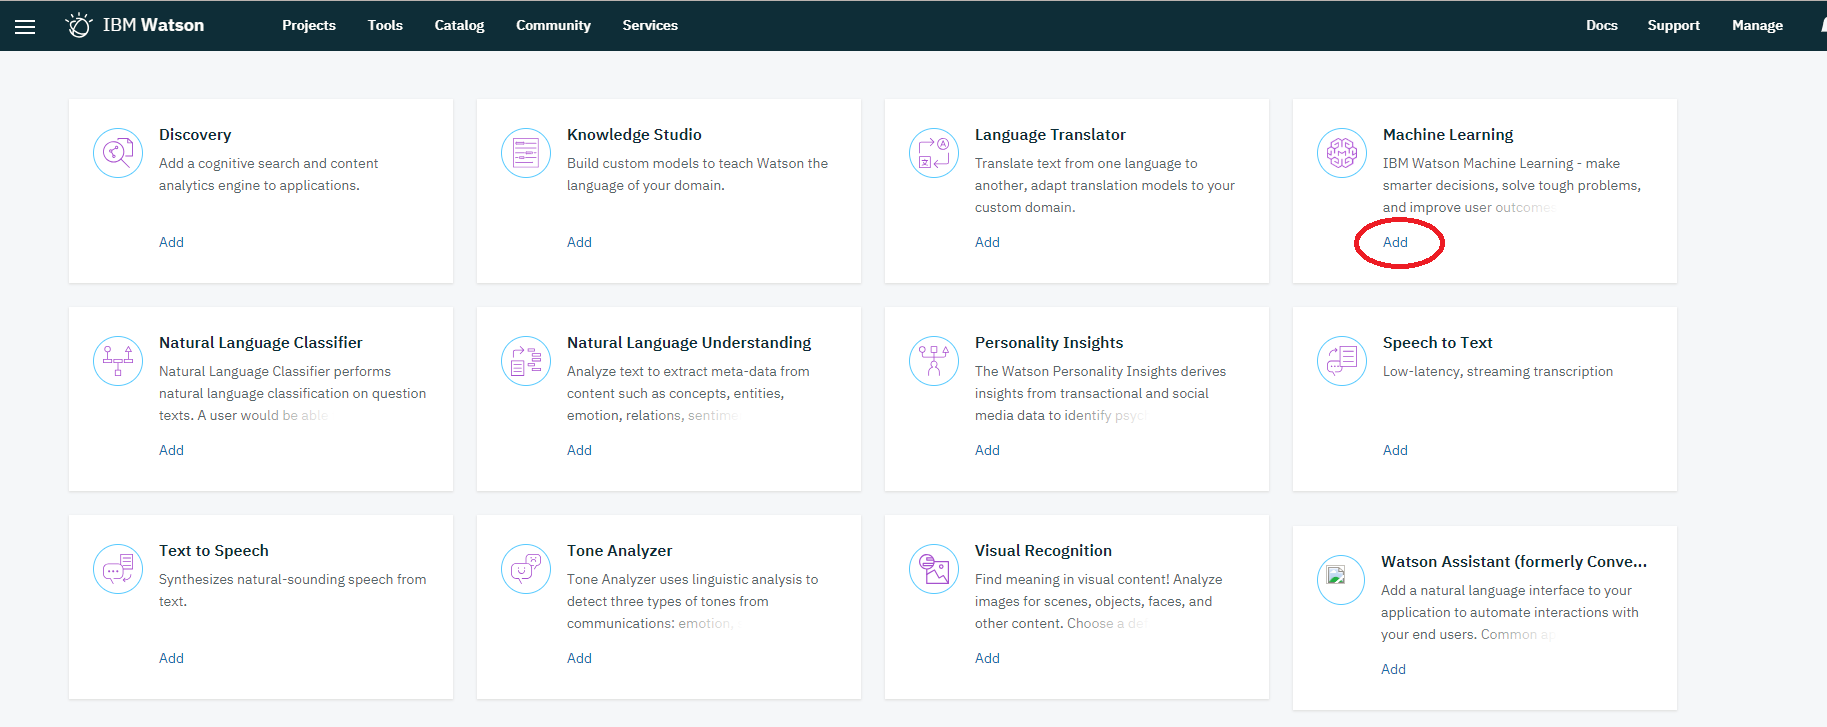 IBM Watson Projects Tools Catalog Community Services Docs Support Manage
Discovery
Add a cognitive search and content
analytics engine to applications.
Add
Knowledge Studio
Build custom models to teach Watson the
language of your domain.
Add
Language Translator
Translate text from one language to
another, adapt translation models to your
custom domain.
Add
Machine Learning
IBM Watson Machine Learning - make
smarter decisions, solve tough problems,
and improve user outcomes
Add
Natural Language Classifier
Natural Language Classifier performs
natural language classification on question
texts. A user would be able
Add
Natural Language Understanding
Analyze text to extract meta-data from
content such as concepts, entities,
emotion, relations, sentime
Add
Personality Insights
The Watson Personality Insights derives
insights from transactional and social
media data to identify psyc
Add
Speech to Text
Low-latency, streaming transcription
Add
Text to Speech
Synthesizes natural-sounding speech from
text.
Add
Tone Analyzer
Tone Analyzer uses linguistic analysis to
detect three types of tones from
communications: emotion,
Add
Visual Recognition
Find meaning in visual content! Analyze
images for scenes, objects, faces, and
other content. Choose a de
Add
Watson Assistant (formerly Conve...
Add a natural language interface to your
application to automate interactions with
your end users. Common ap
Add